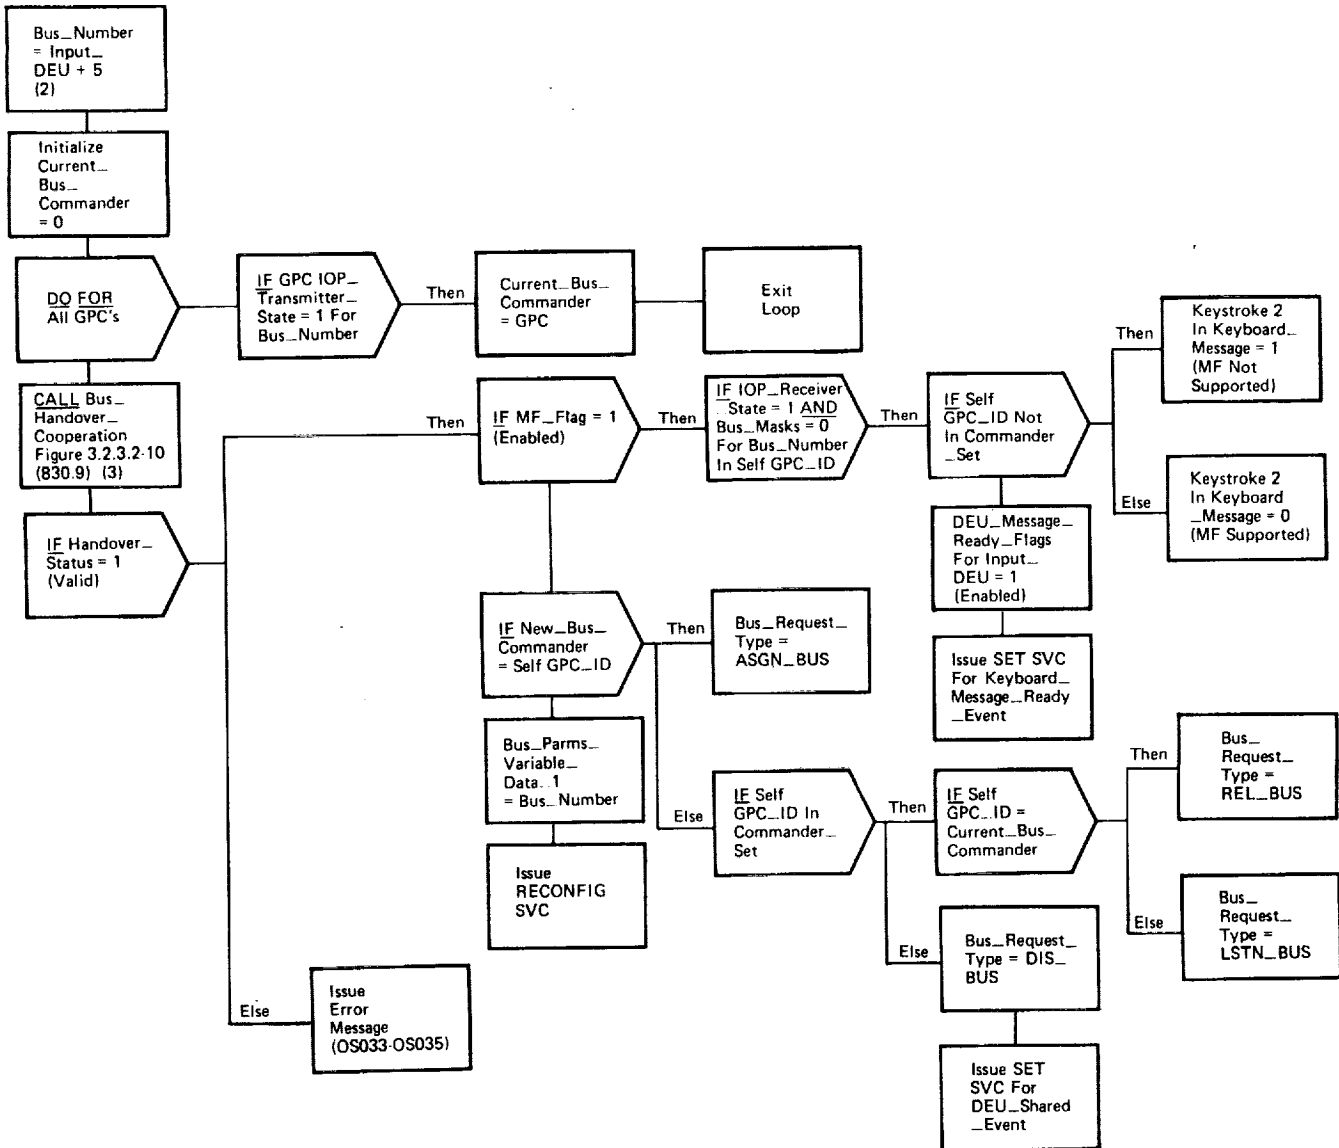 Bus_Number
= Input_
DEU + 5
(2)
Initialize
Current_
Bus_
Commander
= 0
DO FOR
All GPC's
IF GPC IOP_
Transmitter_
State = 1 For
Bus_Number
Then
Current_Bus_
Commander
= GPC
Exit
Loop
CALL Bus_
Handover_
Cooperation
Figure 3.2.3.2-10
(830.9) (3)
IF Handover_
Status = 1
(Valid)
Then
IF MF_Flag = 1
(Enabled)
Then
IF IOP_Receiver
_State = 1 AND
Bus_Masks = 0
For Bus_Number
In Self GPC_ID
Then
IF Self
GPC_ID Not
In Commander
_Set
Then
Keystroke 2
In Keyboard_
Message = 1
(MF Not
Supported)
Else
Keystroke 2
In Keyboard
_Message = 0
(MF Supported)
DEU_Message_
Ready_Flags
For Input_
DEU = 1
(Enabled)
Issue SET SVC
For Keyboard_
Message_Ready
_Event
IF New_Bus_
Commander
= Self GPC_ID
Then
Bus_Request_
Type =
ASGN_BUS
Else
IF Self
GPC_ID In
Commander_
Set
Then
IF Self
GPC_ID =
Current_Bus_
Commander
Then
Bus_
Request_
Type =
REL_BUS
Else
Bus_
Request_
Type =
LSTN_BUS
Else
Bus_Request_
Type = DIS_
BUS
Issue SET
SVC For
DEU_Shared
_Event
Bus_Parms_
Variable_
Data_1
= Bus_Number
Issue
RECONFIG
SVC
Else
Issue
Error
Message
(OS033-OS035)